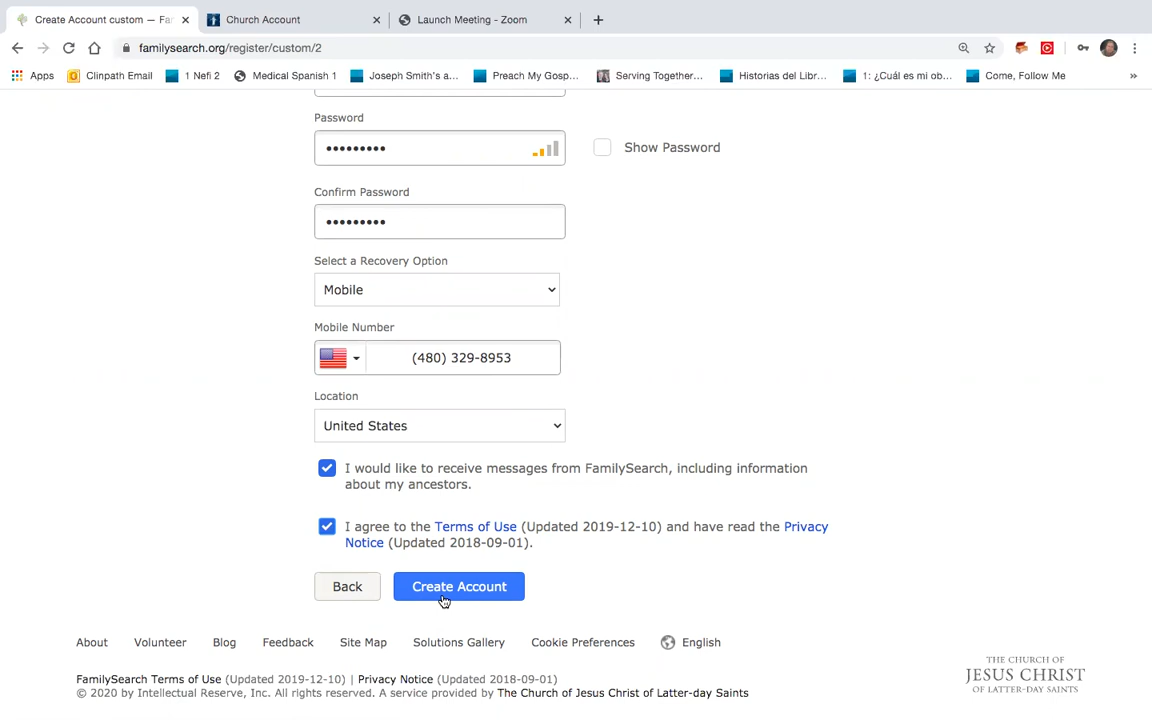 Create Account custom — Fa
Church Account
Launch Meeting - Zoom
familysearch.org/register/custom/2
Apps
Clinpath Email
1 Nefi 2
Medical Spanish 1
Joseph Smith's a...
Preach My Gosp...
Serving Together...
Historias del Libr...
1: ¿Cuál es mi ob...
Come, Follow Me
»
Password
•••••••••
Show Password
Confirm Password
•••••••••
Select a Recovery Option
Mobile
Mobile Number
(480) 329-8953
Location
United States
I would like to receive messages from FamilySearch, including information
about my ancestors.
I agree to the Terms of Use (Updated 2019-12-10) and have read the Privacy
Notice (Updated 2018-09-01).
Back
Create Account
About
Volunteer
Blog
Feedback
Site Map
Solutions Gallery
Cookie Preferences
English
FamilySearch Terms of Use (Updated 2019-12-10) | Privacy Notice (Updated 2018-09-01)
© 2020 by Intellectual Reserve, Inc. All rights reserved. A service provided by The Church of Jesus Christ of Latter-day Saints
THE CHURCH OF
JESUS CHRIST
OF LATTER-DAY SAINTS